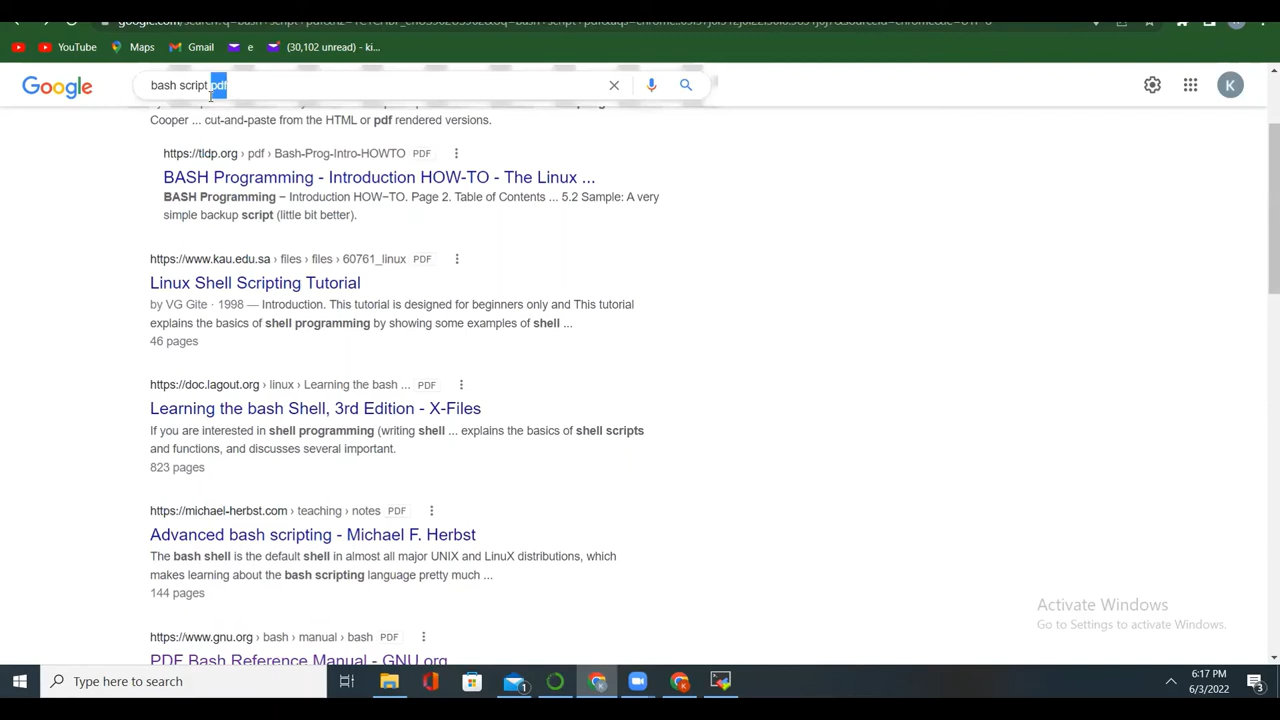 YouTube Maps Gmail e (30,102 unread) - ki...
Google bash script pdf K
Cooper ... cut-and-paste from the HTML or pdf rendered versions.
https://tldp.org › pdf › Bash-Prog-Intro-HOWTO PDF
BASH Programming - Introduction HOW-TO - The Linux ...
BASH Programming − Introduction HOW−TO. Page 2. Table of Contents ... 5.2 Sample: A very
simple backup script (little bit better).
https://www.kau.edu.sa › files › files › 60761_linux PDF
Linux Shell Scripting Tutorial
by VG Gite · 1998 — Introduction. This tutorial is designed for beginners only and This tutorial
explains the basics of shell programming by showing some examples of shell ...
46 pages
https://doc.lagout.org › linux › Learning the bash ... PDF
Learning the bash Shell, 3rd Edition - X-Files
If you are interested in shell programming (writing shell ... explains the basics of shell scripts
and functions, and discusses several important.
823 pages
https://michael-herbst.com › teaching › notes PDF
Advanced bash scripting - Michael F. Herbst
The bash shell is the default shell in almost all major UNIX and LinuX distributions, which
makes learning about the bash scripting language pretty much ...
144 pages
Activate Windows
Go to Settings to activate Windows.
https://www.gnu.org › bash › manual › bash PDF
PDF Bash Reference Manual - GNU.org
Type here to search 1 6:17 PM
6/3/2022 3